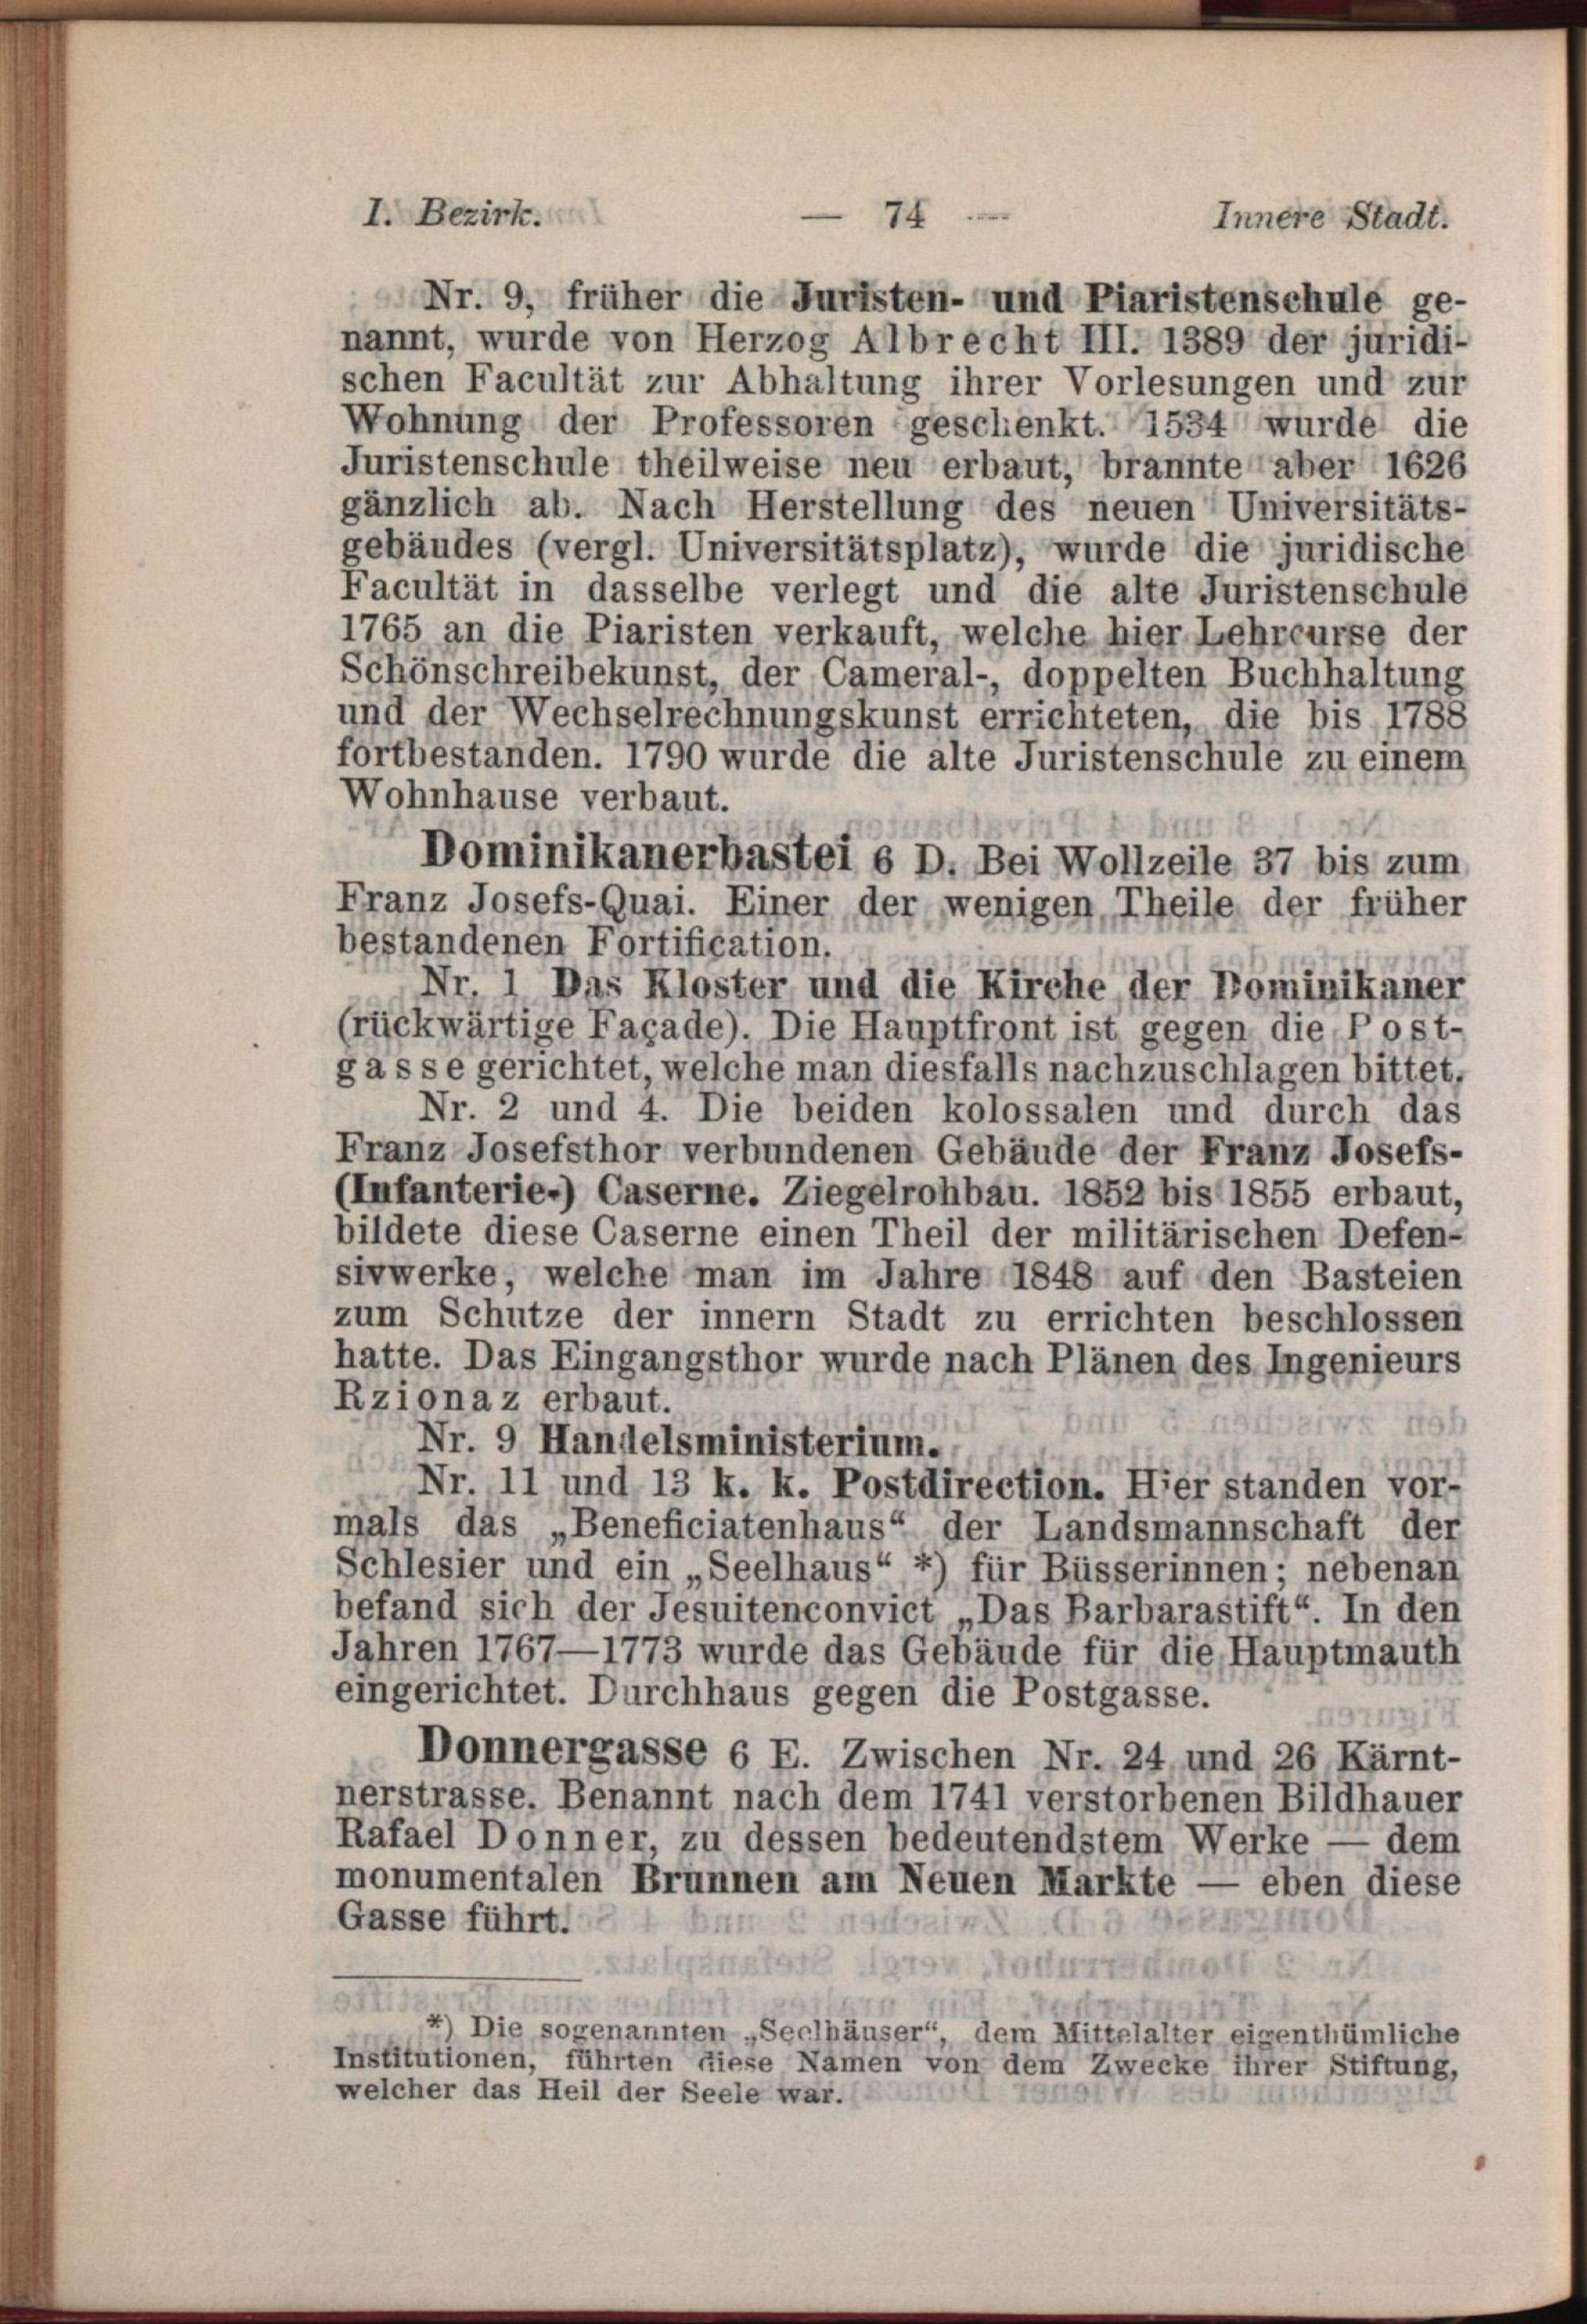 I. Bezirk. — 74 — Innere Stadt.
Nr. 9, früher die Juristen- und Piaristenschule ge-
nannt, wurde von Herzog Albrecht III. 1389 der juridi-
schen Facultät zur Abhaltung ihrer Vorlesungen und zur
Wohnung der Professoren geschenkt. 1534 wurde die
Juristenschule theilweise neu erbaut, brannte aber 1626
gänzlich ab. Nach Herstellung des neuen Universitäts-
gebäudes (vergl. Universitätsplatz), wurde die juridische
Facultät in dasselbe verlegt und die alte Juristenschule
1765 an die Piaristen verkauft, welche hier Lehrcurse der
Schönschreibekunst, der Cameral-, doppelten Buchhaltung
und der Wechselrechnungskunst errichteten, die bis 1788
fortbestanden. 1790 wurde die alte Juristenschule zu einem
Wohnhause verbaut.
Dominikanerbastei 6 D. Bei Wollzeile 37 bis zum
Franz Josefs-Quai. Einer der wenigen Theile der früher
bestandenen Fortification.
Nr. 1 Das Kloster und die Kirche der Dominikaner
(rückwärtige Façade). Die Hauptfront ist gegen die Post-
gasse gerichtet, welche man diesfalls nachzuschlagen bittet.
Nr. 2 und 4. Die beiden kolossalen und durch das
Franz Josefsthor verbundenen Gebäude der Franz Josefs-
(Infanterie-) Caserne. Ziegelrohbau. 1852 bis 1855 erbaut,
bildete diese Caserne einen Theil der militärischen Defen-
sivwerke, welche man im Jahre 1848 auf den Basteien
zum Schutze der innern Stadt zu errichten beschlossen
hatte. Das Eingangsthor wurde nach Plänen des Ingenieurs
Rzionaz erbaut.
Nr. 9 Handelsministerium.
Nr. 11 und 13 k. k. Postdirection. Hier standen vor-
mals das „Beneficiatenhaus“ der Landsmannschaft der
Schlesier und ein „Seelhaus“ *) für Büsserinnen; nebenan
befand sich der Jesuitenconvict „Das Barbarastift“. In den
Jahren 1767—1773 wurde das Gebäude für die Hauptmauth
eingerichtet. Durchhaus gegen die Postgasse.
Donnergasse 6 E. Zwischen Nr. 24 und 26 Kärnt-
nerstrasse. Benannt nach dem 1741 verstorbenen Bildhauer
Rafael Donner, zu dessen bedeutendstem Werke — dem
monumentalen Brunnen am Neuen Markte — eben diese
Gasse führt.
*) Die sogenannten „Seelhäuser“, dem Mittelalter eigenthümliche
Institutionen, führten diese Namen von dem Zwecke ihrer Stiftung,
welcher das Heil der Seele war.